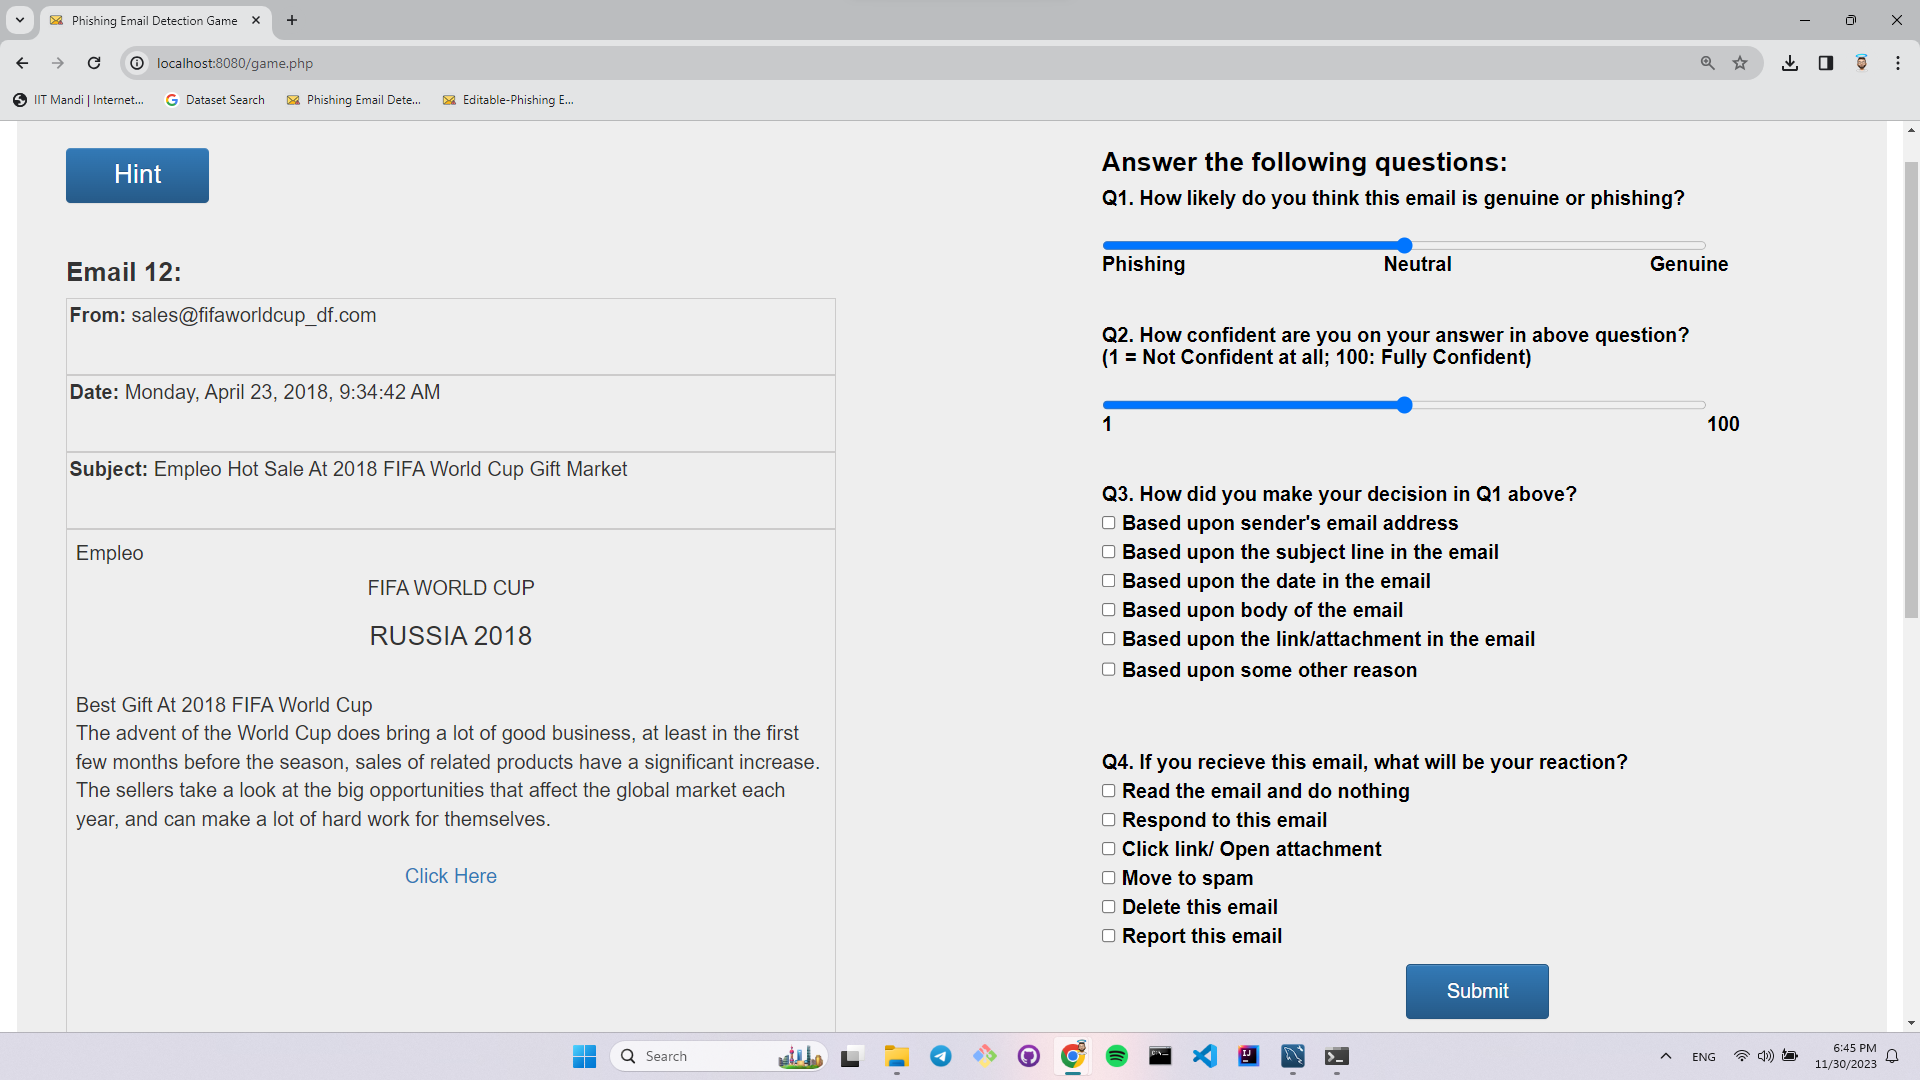 Phishing Email Detection Game
localhost:8080/game.php
IIT Mandi | Internet...
Dataset Search
Phishing Email Dete...
Editable-Phishing E...
Hint
Email 12:
From: sales@fifaworldcup_df.com
Date: Monday, April 23, 2018, 9:34:42 AM
Subject: Empleo Hot Sale At 2018 FIFA World Cup Gift Market
Empleo
FIFA WORLD CUP
RUSSIA 2018
Best Gift At 2018 FIFA World Cup
The advent of the World Cup does bring a lot of good business, at least in the first
few months before the season, sales of related products have a significant increase.
The sellers take a look at the big opportunities that affect the global market each
year, and can make a lot of hard work for themselves.
Click Here
Answer the following questions:
Q1. How likely do you think this email is genuine or phishing?
Phishing Neutral Genuine
Q2. How confident are you on your answer in above question?
(1 = Not Confident at all; 100: Fully Confident)
1 100
Q3. How did you make your decision in Q1 above?
Based upon sender's email address
Based upon the subject line in the email
Based upon the date in the email
Based upon body of the email
Based upon the link/attachment in the email
Based upon some other reason
Q4. If you recieve this email, what will be your reaction?
Read the email and do nothing
Respond to this email
Click link/ Open attachment
Move to spam
Delete this email
Report this email
Submit
Search
ENG
6:45 PM
11/30/2023